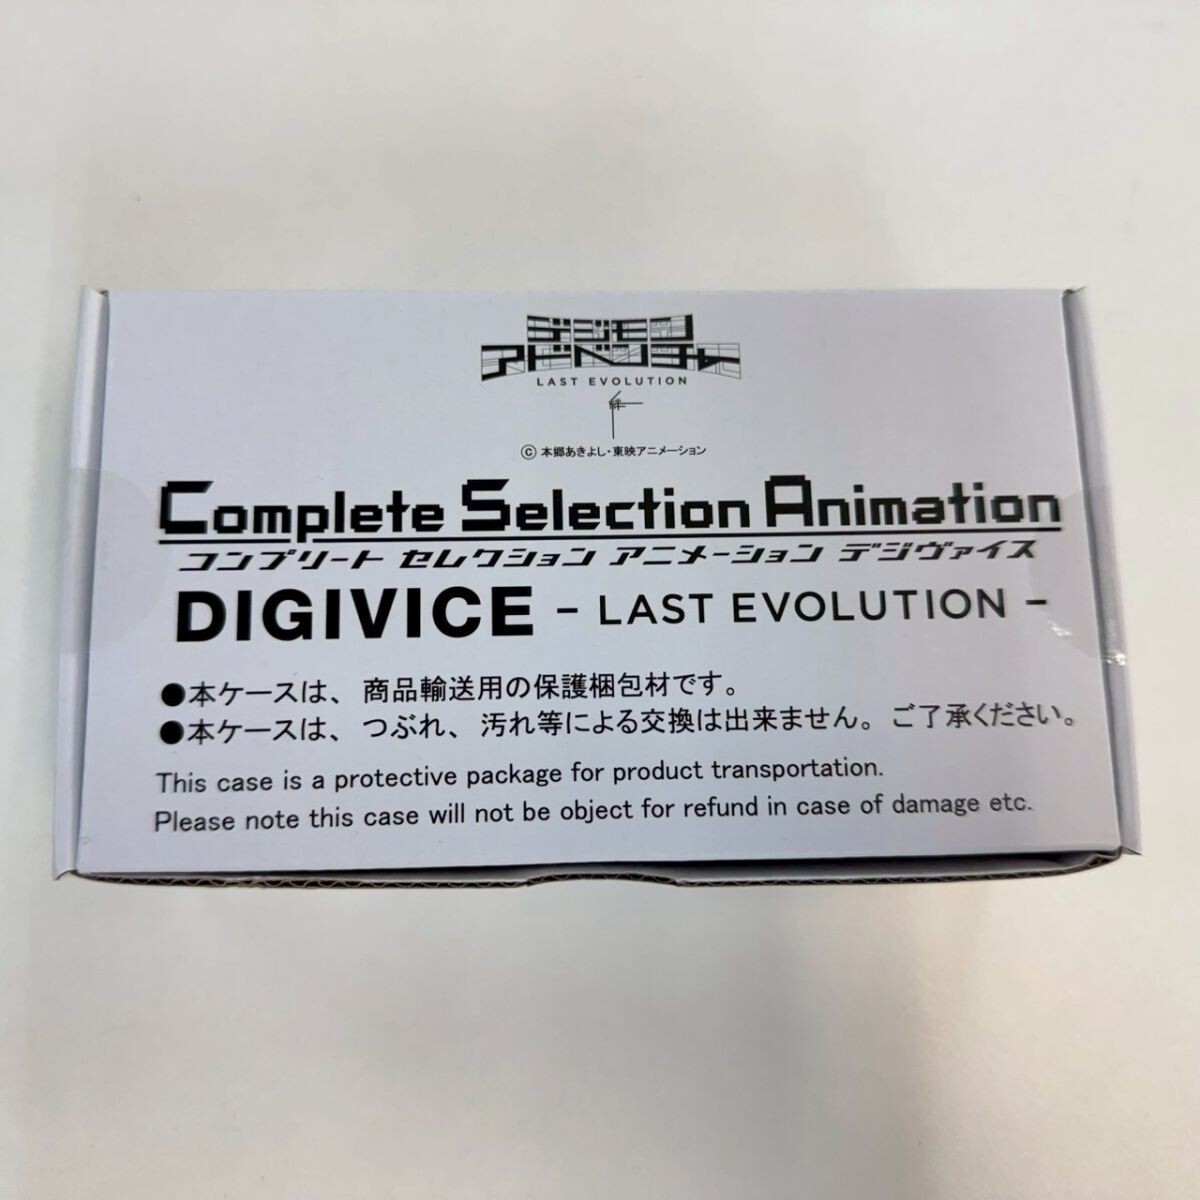 デジモン
アドベンチャー
LAST EVOLUTION
絆
© 本郷あきよし・東映アニメーション
Complete Selection Animation
コンプリート セレクション アニメーション デジヴァイス
DIGIVICE - LAST EVOLUTION -
●本ケースは、商品輸送用の保護梱包材です。
●本ケースは、つぶれ、汚れ等による交換は出来ません。ご了承ください。
This case is a protective package for product transportation.
Please note this case will not be object for refund in case of damage etc.